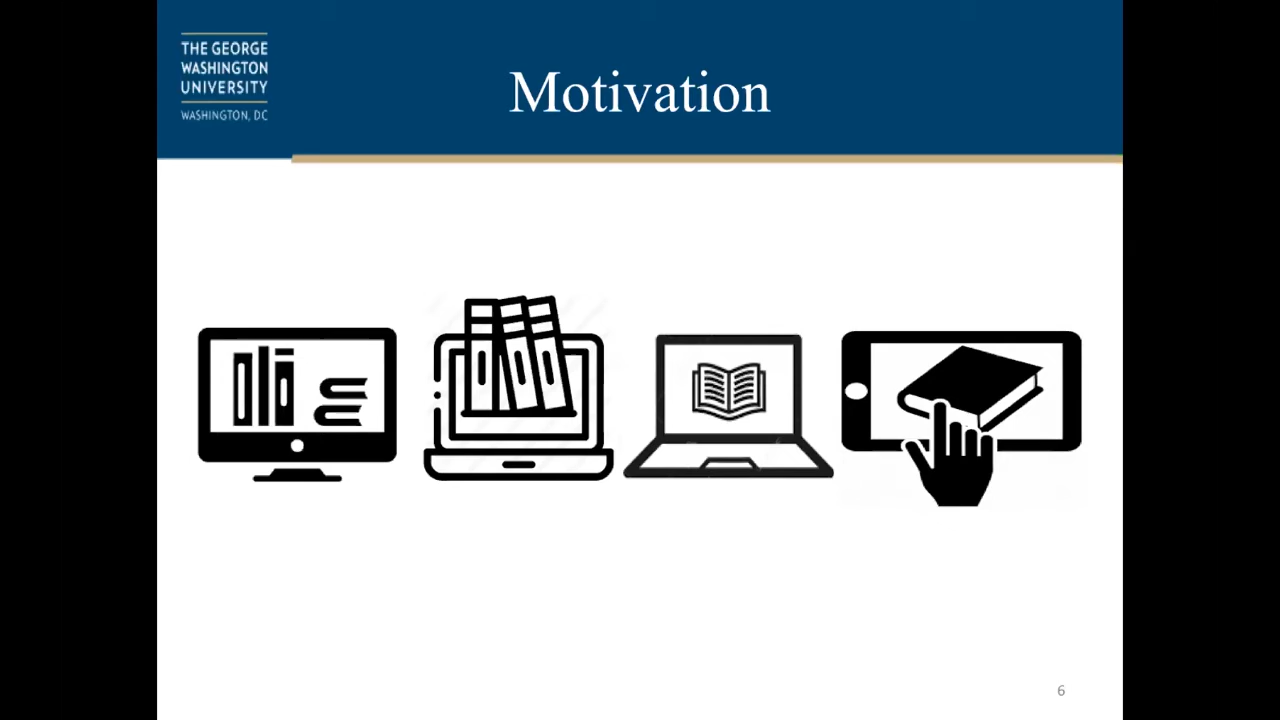 THE GEORGE
WASHINGTON
UNIVERSITY
WASHINGTON, DC
Motivation
6